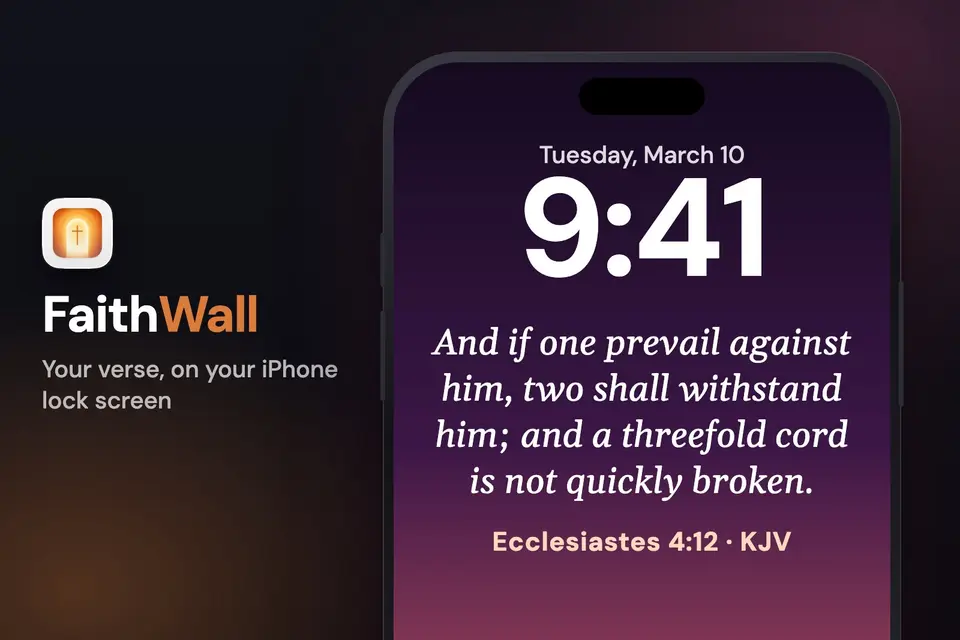 FaithWall
Your verse, on your iPhone
lock screen
Tuesday, March 10
9:41
And if one prevail against
him, two shall withstand
him; and a threefold cord
is not quickly broken.
Ecclesiastes 4:12 · KJV